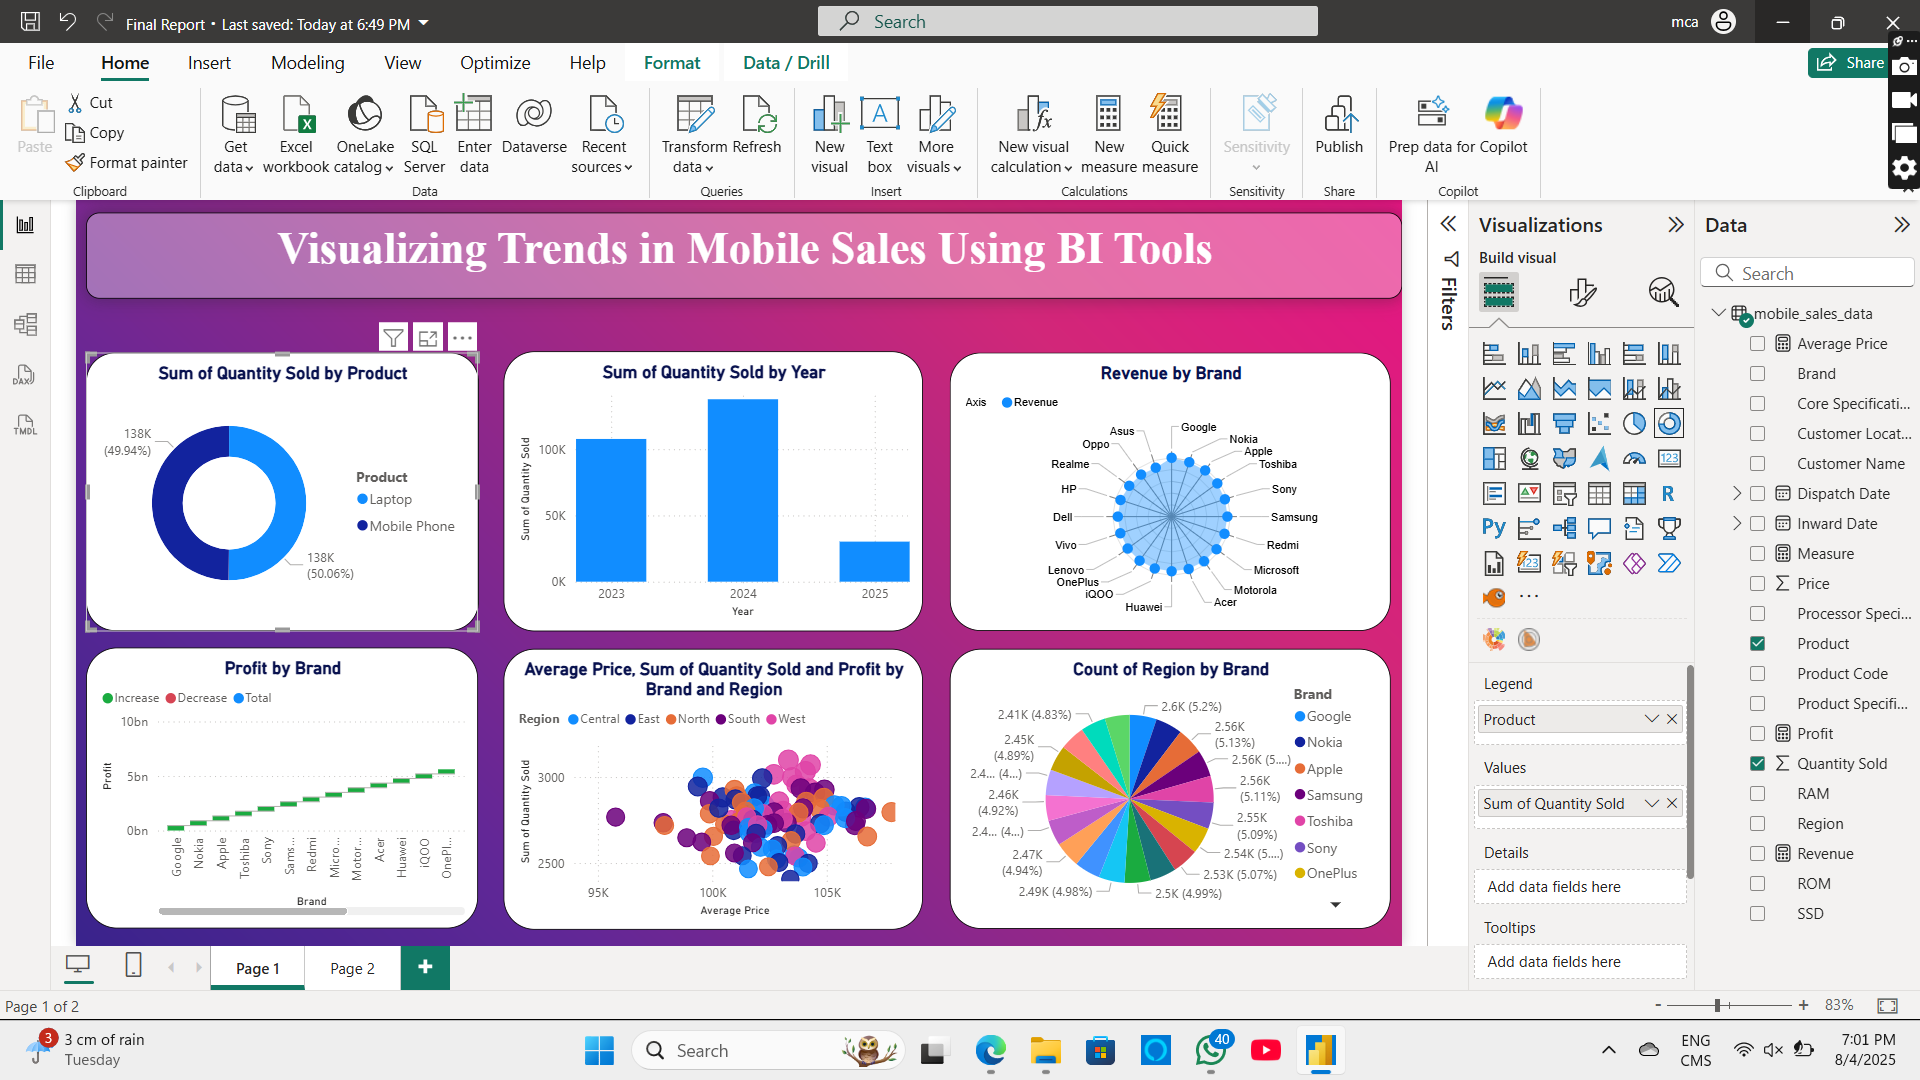 Final Report • Last saved: Today at 6:49 PM
Search
mca
File
Home
Insert
Modeling
View
Optimize
Help
Format
Data / Drill
Share
Paste
Cut
Copy
Format painter
Clipboard
Get data
Excel workbook
OneLake catalog
SQL Server
Enter data
Dataverse
Recent sources
Data
Transform data
Refresh
Queries
New visual
Text box
More visuals
Insert
New visual calculation
New measure
Quick measure
Calculations
Sensitivity
Sensitivity
Publish
Share
Prep data for AI
Copilot
Copilot
Visualizing Trends in Mobile Sales Using BI Tools
Sum of Quantity Sold by Product
138K
(49.94%)
138K
(50.06%)
Product
Laptop
Mobile Phone
Sum of Quantity Sold by Year
Sum of Quantity Sold
100K
50K
0K
2023
2024
2025
Year
Revenue by Brand
Axis
Revenue
Google
Nokia
Apple
Toshiba
Sony
Samsung
Redmi
Microsoft
Motorola
Acer
Huawei
iQOO
OnePlus
Lenovo
Vivo
Dell
HP
Realme
Oppo
Asus
Profit by Brand
Increase
Decrease
Total
Profit
10bn
5bn
0bn
Google
Nokia
Apple
Toshiba
Sony
Sams...
Redmi
Micro...
Motor...
Acer
Huawei
iQOO
OnePl...
Brand
Average Price, Sum of Quantity Sold and Profit by
Brand and Region
Region
Central
East
North
South
West
Sum of Quantity Sold
3000
2500
95K
100K
105K
Average Price
Count of Region by Brand
2.6K (5.2%)
2.56K
(5.13%)
2.56K (5....)
2.56K
(5.11%)
2.55K
(5.09%)
2.54K (5....)
2.53K (5.07%)
2.5K (4.99%)
2.49K (4.98%)
2.47K
(4.94%)
2.4... (4...)
2.46K
(4.92%)
2.4... (4...)
2.45K
(4.89%)
2.41K (4.83%)
Brand
Google
Nokia
Apple
Samsung
Toshiba
Sony
OnePlus
Filters
Visualizations
Build visual
Legend
Product
Values
Sum of Quantity Sold
Details
Add data fields here
Tooltips
Add data fields here
Data
Search
mobile_sales_data
Average Price
Brand
Core Specificati...
Customer Locat...
Customer Name
Dispatch Date
Inward Date
Measure
Price
Processor Speci...
Product
Product Code
Product Specifi...
Profit
Quantity Sold
RAM
Region
Revenue
ROM
SSD
DAX
TMDL
fx
A
123
R
Py
123
Page 1
Page 2
+
Page 1 of 2
- + 83%
3
3 cm of rain
Tuesday
Search
40
ENG
CMS
7:01 PM
8/4/2025